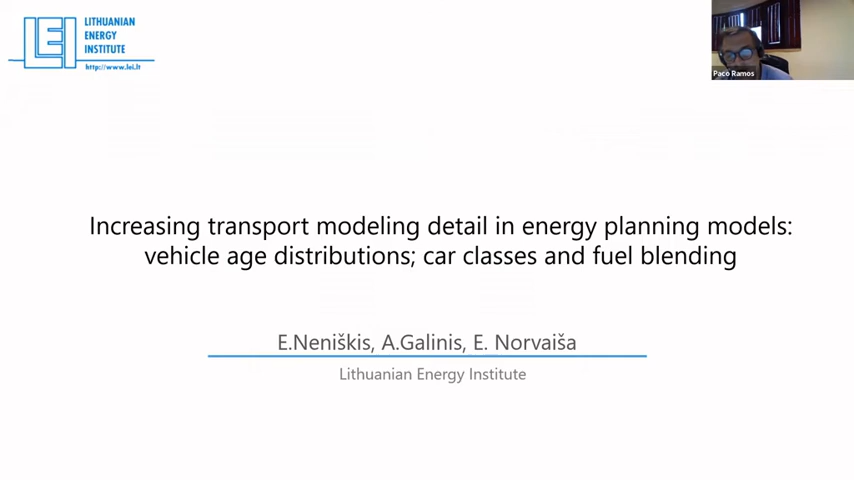 LEI
LITHUANIAN
ENERGY
INSTITUTE
http://www.lei.lt
Paco Ramos
Increasing transport modeling detail in energy planning models:
vehicle age distributions; car classes and fuel blending
E.Neniškis, A.Galinis, E. Norvaiša
Lithuanian Energy Institute